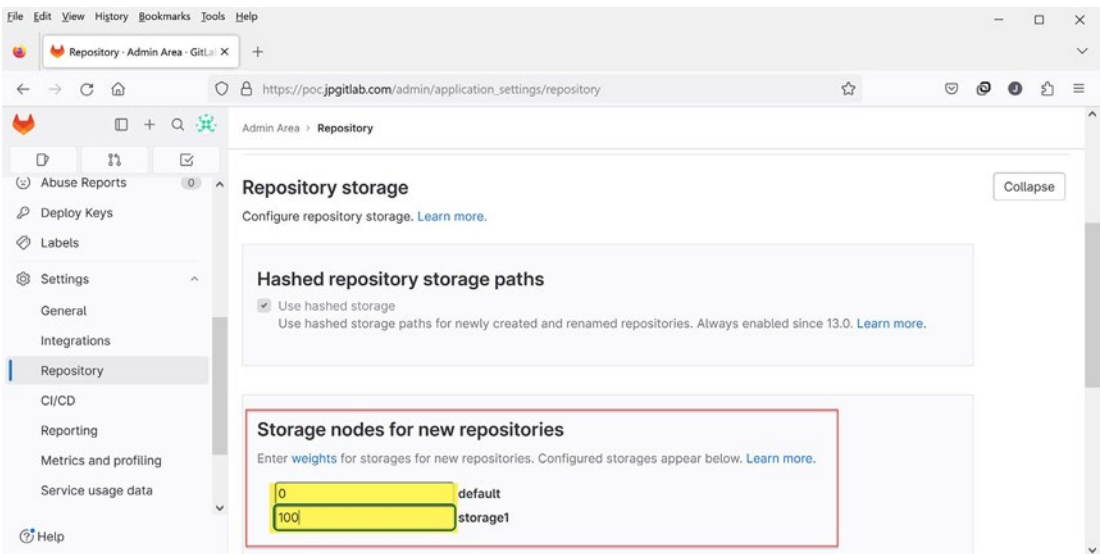 File Edit View History Bookmarks Tools Help
Repository · Admin Area · GitLa
https://poc.jpgitlab.com/admin/application_settings/repository
Admin Area > Repository
Abuse Reports 0
Deploy Keys
Labels
Settings
General
Integrations
Repository
CI/CD
Reporting
Metrics and profiling
Service usage data
Help
Repository storage
Collapse
Configure repository storage. Learn more.
Hashed repository storage paths
Use hashed storage
Use hashed storage paths for newly created and renamed repositories. Always enabled since 13.0. Learn more.
Storage nodes for new repositories
Enter weights for storages for new repositories. Configured storages appear below. Learn more.
0 default
100 storage1